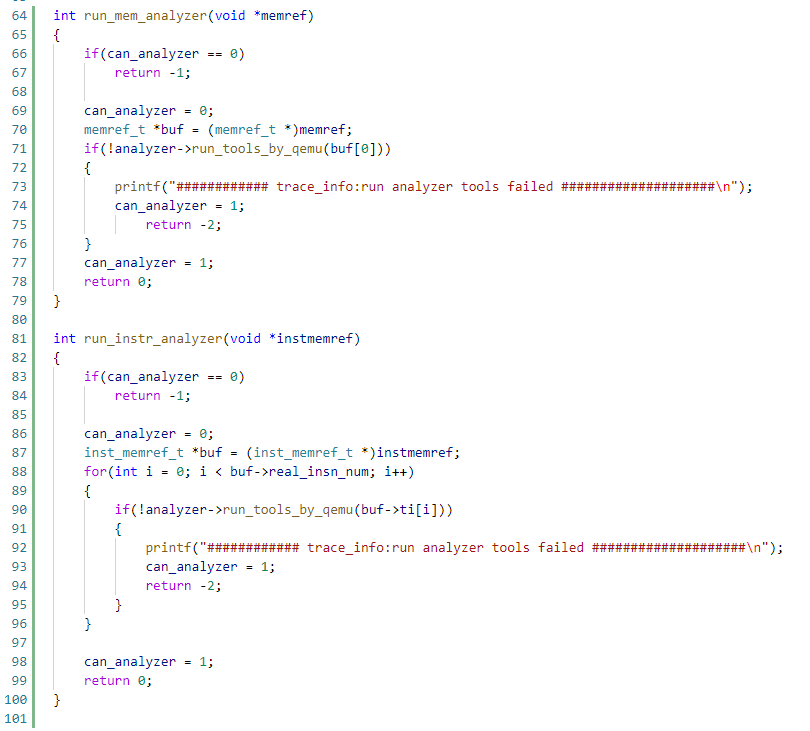 64 int run_mem_analyzer(void *memref)
65 {
66     if(can_analyzer == 0)
67         return -1;
68
69     can_analyzer = 0;
70     memref_t *buf = (memref_t *)memref;
71     if(!analyzer->run_tools_by_qemu(buf[0]))
72     {
73         printf("############ trace_info:run analyzer tools failed ####################\n");
74         can_analyzer = 1;
75             return -2;
76     }
77     can_analyzer = 1;
78     return 0;
79 }
80
81 int run_instr_analyzer(void *instmemref)
82 {
83     if(can_analyzer == 0)
84         return -1;
85
86     can_analyzer = 0;
87     inst_memref_t *buf = (inst_memref_t *)instmemref;
88     for(int i = 0; i < buf->real_insn_num; i++)
89     {
90         if(!analyzer->run_tools_by_qemu(buf->ti[i]))
91         {
92             printf("############ trace_info:run analyzer tools failed ####################\n");
93             can_analyzer = 1;
94             return -2;
95         }
96     }
97
98     can_analyzer = 1;
99     return 0;
100 }
101